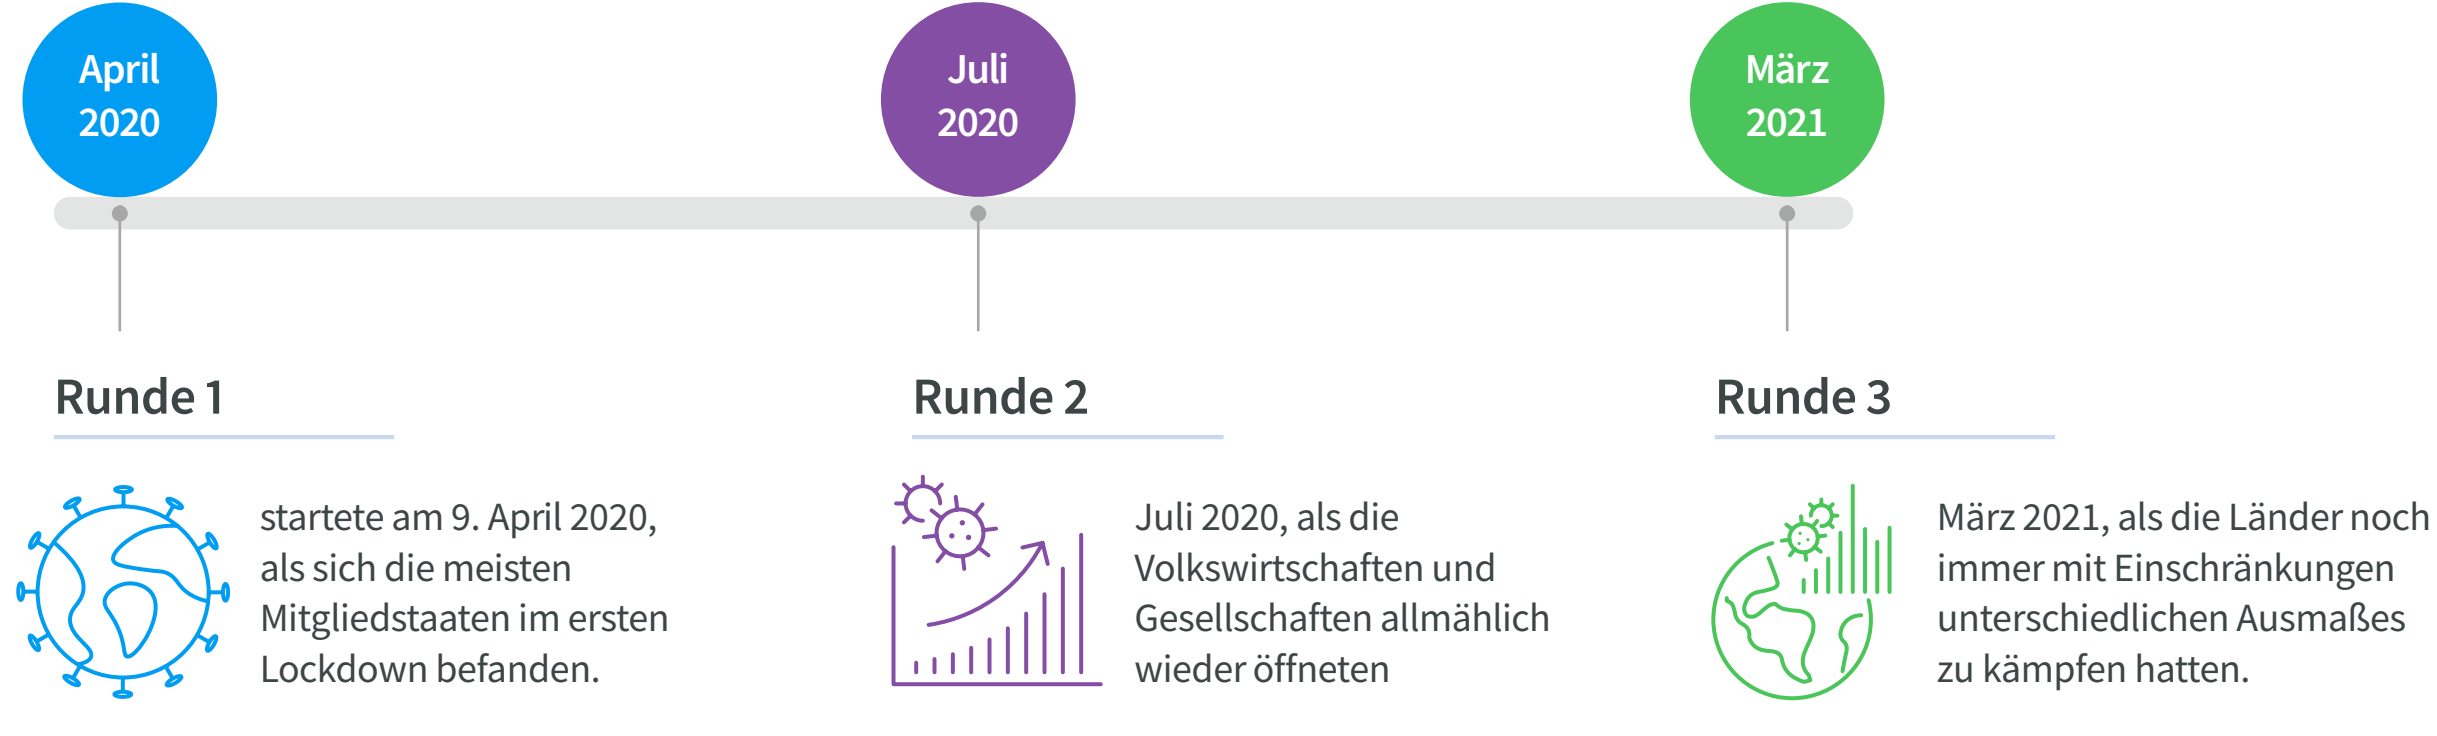 April
2020
Juli
2020
März
2021
Runde 1
startete am 9. April 2020,
als sich die meisten
Mitgliedstaaten im ersten
Lockdown befanden.
Runde 2
Juli 2020, als die
Volkswirtschaften und
Gesellschaften allmählich
wieder öffneten
Runde 3
März 2021, als die Länder noch
immer mit Einschränkungen
unterschiedlichen Ausmaßes
zu kämpfen hatten.